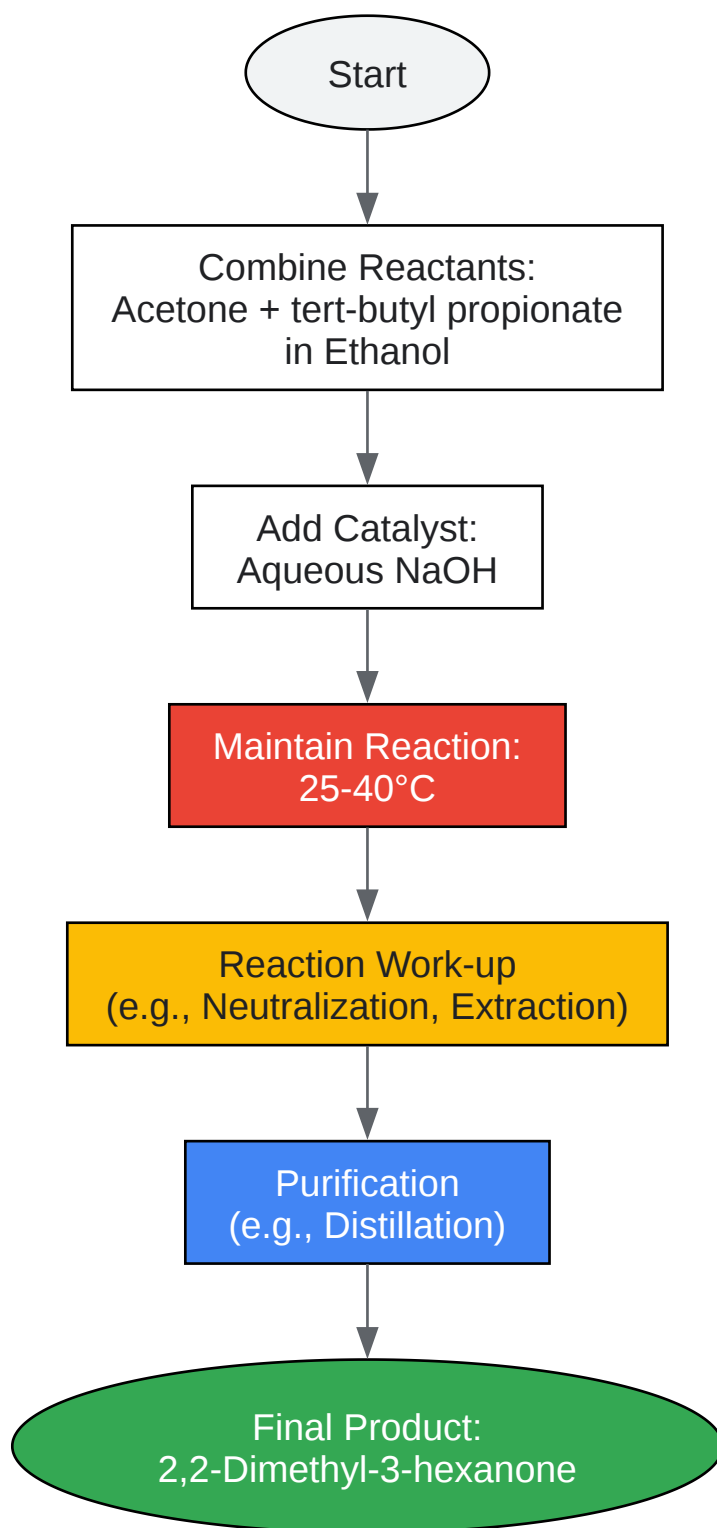 Start
Combine Reactants:
Acetone + tert-butyl propionate
in Ethanol
Add Catalyst:
Aqueous NaOH
Maintain Reaction:
25-40°C
Reaction Work-up
(e.g., Neutralization, Extraction)
Purification
(e.g., Distillation)
Final Product:
2,2-Dimethyl-3-hexanone